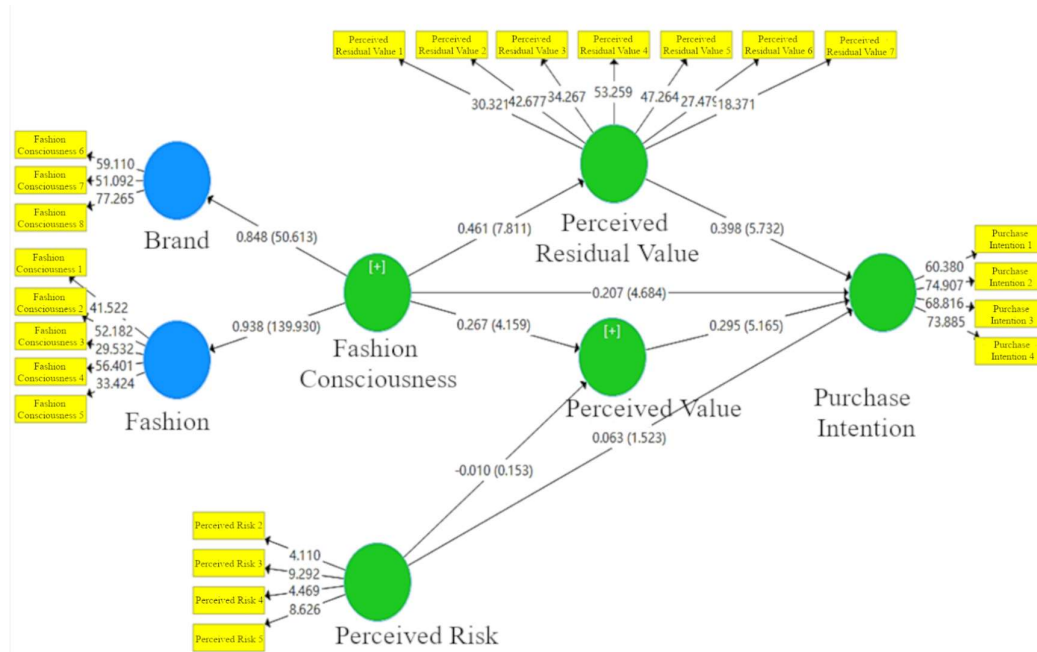 Perceived
Residual Value 1
Perceived
Residual Value 2
Perceived
Residual Value 3
Perceived
Residual Value 4
Perceived
Residual Value 5
Perceived
Residual Value 6
Perceived
Residual Value 7
30.321
42.677
34.267
53.259
47.264
27.479
18.371
Perceived
Residual Value
Fashion
Consciousness 6
Fashion
Consciousness 7
Fashion
Consciousness 8
59.110
51.092
77.265
Brand
0.848 (50.613)
0.461 (7.811)
0.398 (5.732)
Fashion
Consciousness 1
Fashion
Consciousness 2
Fashion
Consciousness 3
Fashion
Consciousness 4
Fashion
Consciousness 5
41.522
52.182
29.532
56.401
33.424
Fashion
0.938 (139.930)
[+]
Fashion
Consciousness
0.207 (4.684)
0.267 (4.159)
[+]
Perceived Value
0.295 (5.165)
Purchase
Intention 1
Purchase
Intention 2
Purchase
Intention 3
Purchase
Intention 4
60.380
74.907
68.816
73.885
Purchase
Intention
0.063 (1.523)
-0.010 (0.153)
Perceived Risk 2
Perceived Risk 3
Perceived Risk 4
Perceived Risk 5
4.110
9.292
4.469
8.626
Perceived Risk